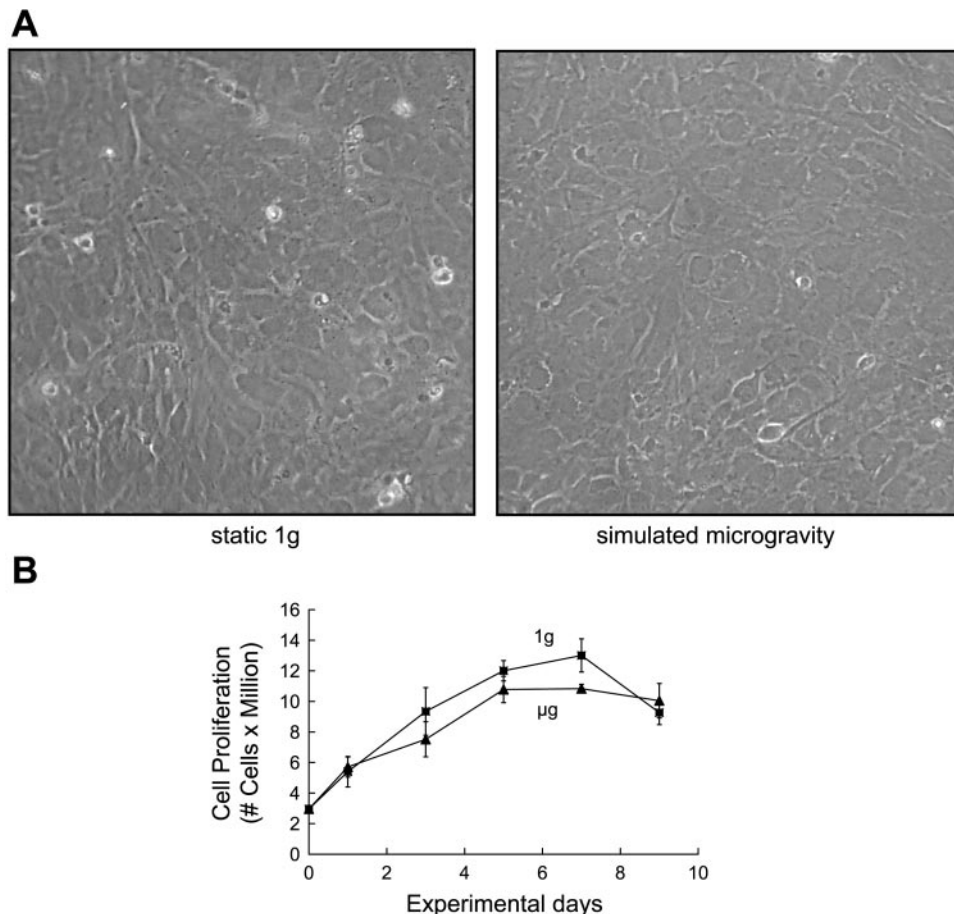 A
static 1g
simulated microgravity
B
Cell Proliferation
(# Cells x Million)
16
14
12
10
8
6
4
2
0
1g
µg
0 2 4 6 8 10
Experimental days